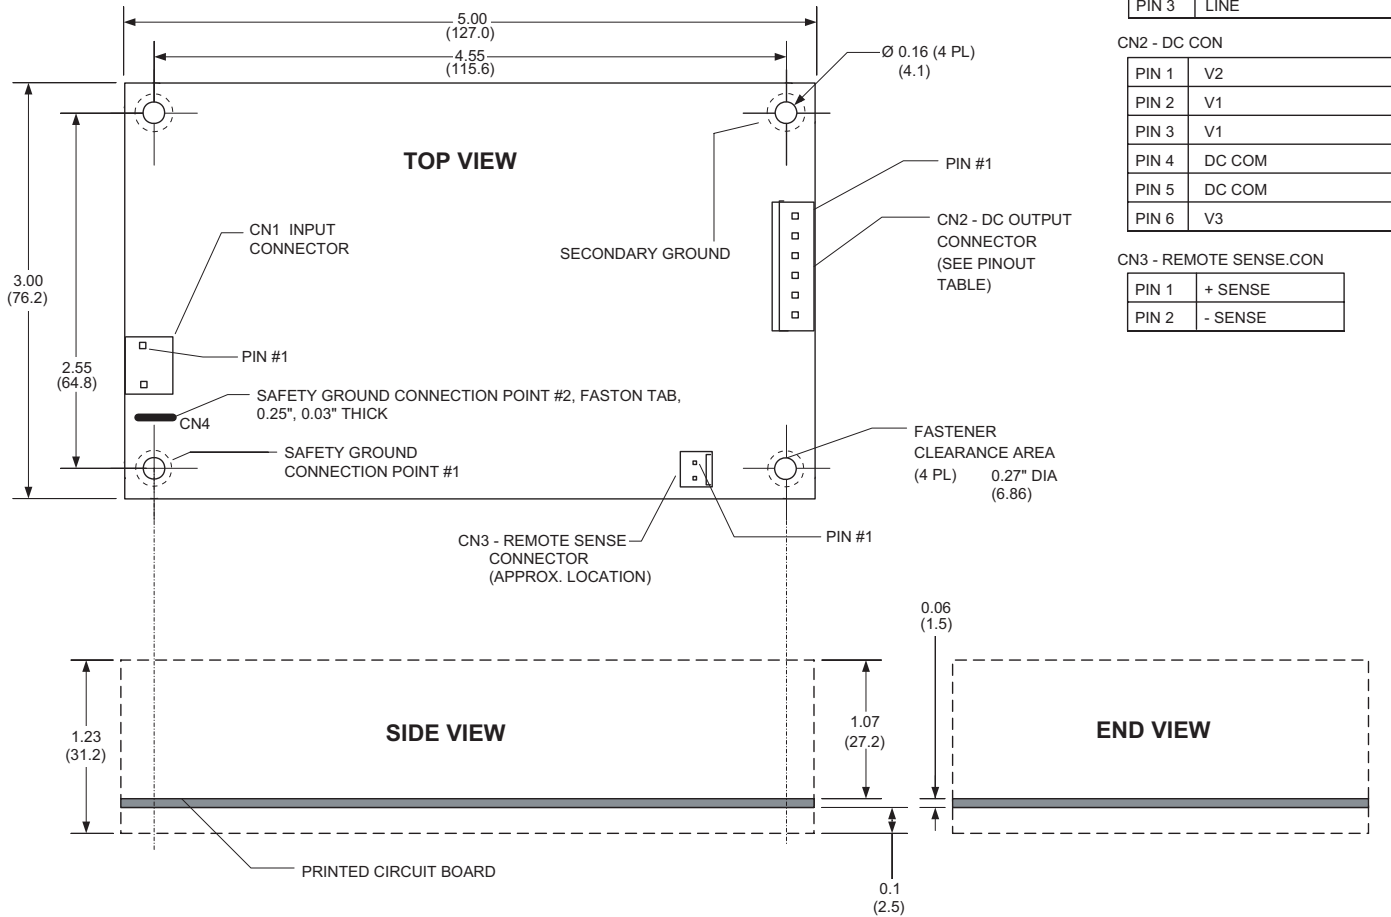 5.00
(127.0)
4.55
(115.6)
Ø 0.16 (4 PL)
(4.1)
PIN 3 LINE
CN2 - DC CON
PIN 1 V2
PIN 2 V1
PIN 3 V1
PIN 4 DC COM
PIN 5 DC COM
PIN 6 V3
CN3 - REMOTE SENSE.CON
PIN 1 + SENSE
PIN 2 - SENSE
TOP VIEW
PIN #1
CN1 INPUT
CONNECTOR
SECONDARY GROUND
CN2 - DC OUTPUT
CONNECTOR
(SEE PINOUT
TABLE)
3.00
(76.2)
2.55
(64.8)
PIN #1
SAFETY GROUND CONNECTION POINT #2, FASTON TAB,
0.25", 0.03" THICK
CN4
SAFETY GROUND
CONNECTION POINT #1
FASTENER
CLEARANCE AREA
(4 PL) 0.27" DIA
(6.86)
CN3 - REMOTE SENSE
CONNECTOR
(APPROX. LOCATION)
PIN #1
0.06
(1.5)
1.23
(31.2)
SIDE VIEW
1.07
(27.2)
END VIEW
PRINTED CIRCUIT BOARD
0.1
(2.5)